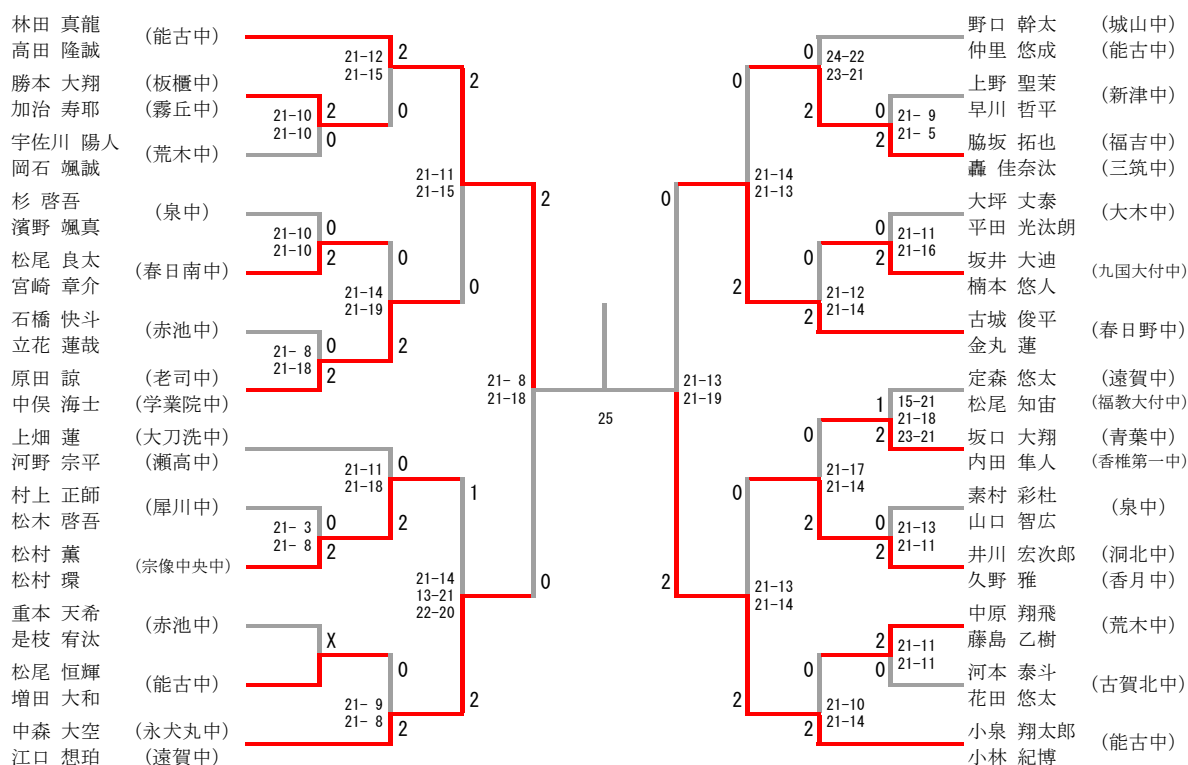 林田 真龍
高田 隆誠
(能古中)
勝本 大翔 (板櫃中)
加治 寿耶 (霧丘中)
宇佐川 陽人
岡石 颯誠
(荒木中)
杉 啓吾
濱野 颯真
(泉中)
松尾 良太
宮崎 章介
(春日南中)
石橋 快斗
立花 蓮哉
(赤池中)
原田 諒 (老司中)
中俣 海士 (学業院中)
上畑 蓮 (大刀洗中)
河野 宗平 (瀬高中)
村上 正師
松木 啓吾
(犀川中)
松村 薫
松村 環
(宗像中央中)
重本 天希
是枝 宥汰
(赤池中)
松尾 恒輝
増田 大和
(能古中)
中森 大空 (永犬丸中)
江口 想珀 (遠賀中)
21-12
21-15
2
0
21-10
21-10
2
0
21-11
21-15
2
0
21-10
21-10
0
2
21-14
21-19
0
2
21- 8
21-18
0
2
21- 8
21-18
2
0
21-11
21-18
0
2
21- 3
21- 8
0
2
21-14
13-21
22-20
1
2
X
21- 9
21- 8
0
2
25
野口 幹太 (城山中)
仲里 悠成 (能古中)
上野 聖茉
早川 哲平
(新津中)
脇坂 拓也 (福吉中)
轟 佳奈汰 (三筑中)
大坪 丈泰
平田 光汰朗
(大木中)
坂井 大迪
楠本 悠人
(九国大付中)
古城 俊平
金丸 蓮
(春日野中)
定森 悠太 (遠賀中)
松尾 知宙 (福教大付中)
坂口 大翔 (青葉中)
内田 隼人 (香椎第一中)
素村 彩杜
山口 智広
(泉中)
井川 宏次郎 (洞北中)
久野 雅 (香月中)
中原 翔飛
藤島 乙樹
(荒木中)
河本 泰斗
花田 悠太
(古賀北中)
小泉 翔太郎
小林 紀博
(能古中)
0
2
24-22
23-21
0
2
21- 9
21- 5
0
2
21-14
21-13
0
2
21-11
21-16
0
2
21-12
21-14
0
2
21-13
21-19
1
2
15-21
21-18
23-21
0
2
21-17
21-14
0
2
21-13
21-11
0
2
21-13
21-14
2
0
21-11
21-11
0
2
21-10
21-14